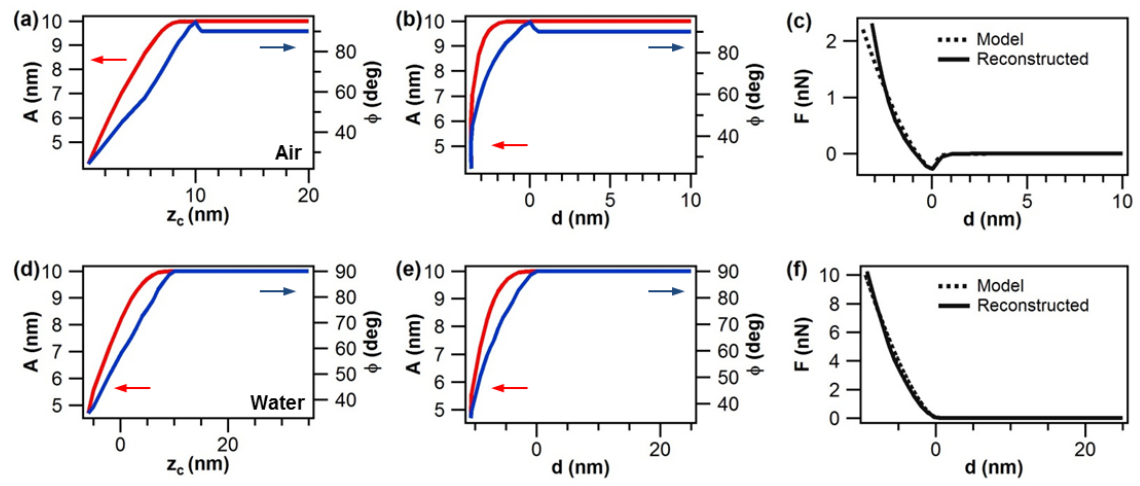 (a)
10
9
8
7
6
5
A (nm)
80
60
40
ϕ (deg)
Air
0
10
20
z_c (nm)
(b)
10
9
8
7
6
5
A (nm)
80
60
40
ϕ (deg)
0
5
10
d (nm)
(c)
2
1
0
F (nN)
Model
Reconstructed
0
5
10
d (nm)
(d)
10
9
8
7
6
5
A (nm)
90
80
70
60
50
40
ϕ (deg)
Water
0
20
z_c (nm)
(e)
10
9
8
7
6
5
A (nm)
90
80
70
60
50
40
ϕ (deg)
0
20
d (nm)
(f)
10
8
6
4
2
0
F (nN)
Model
Reconstructed
0
20
d (nm)